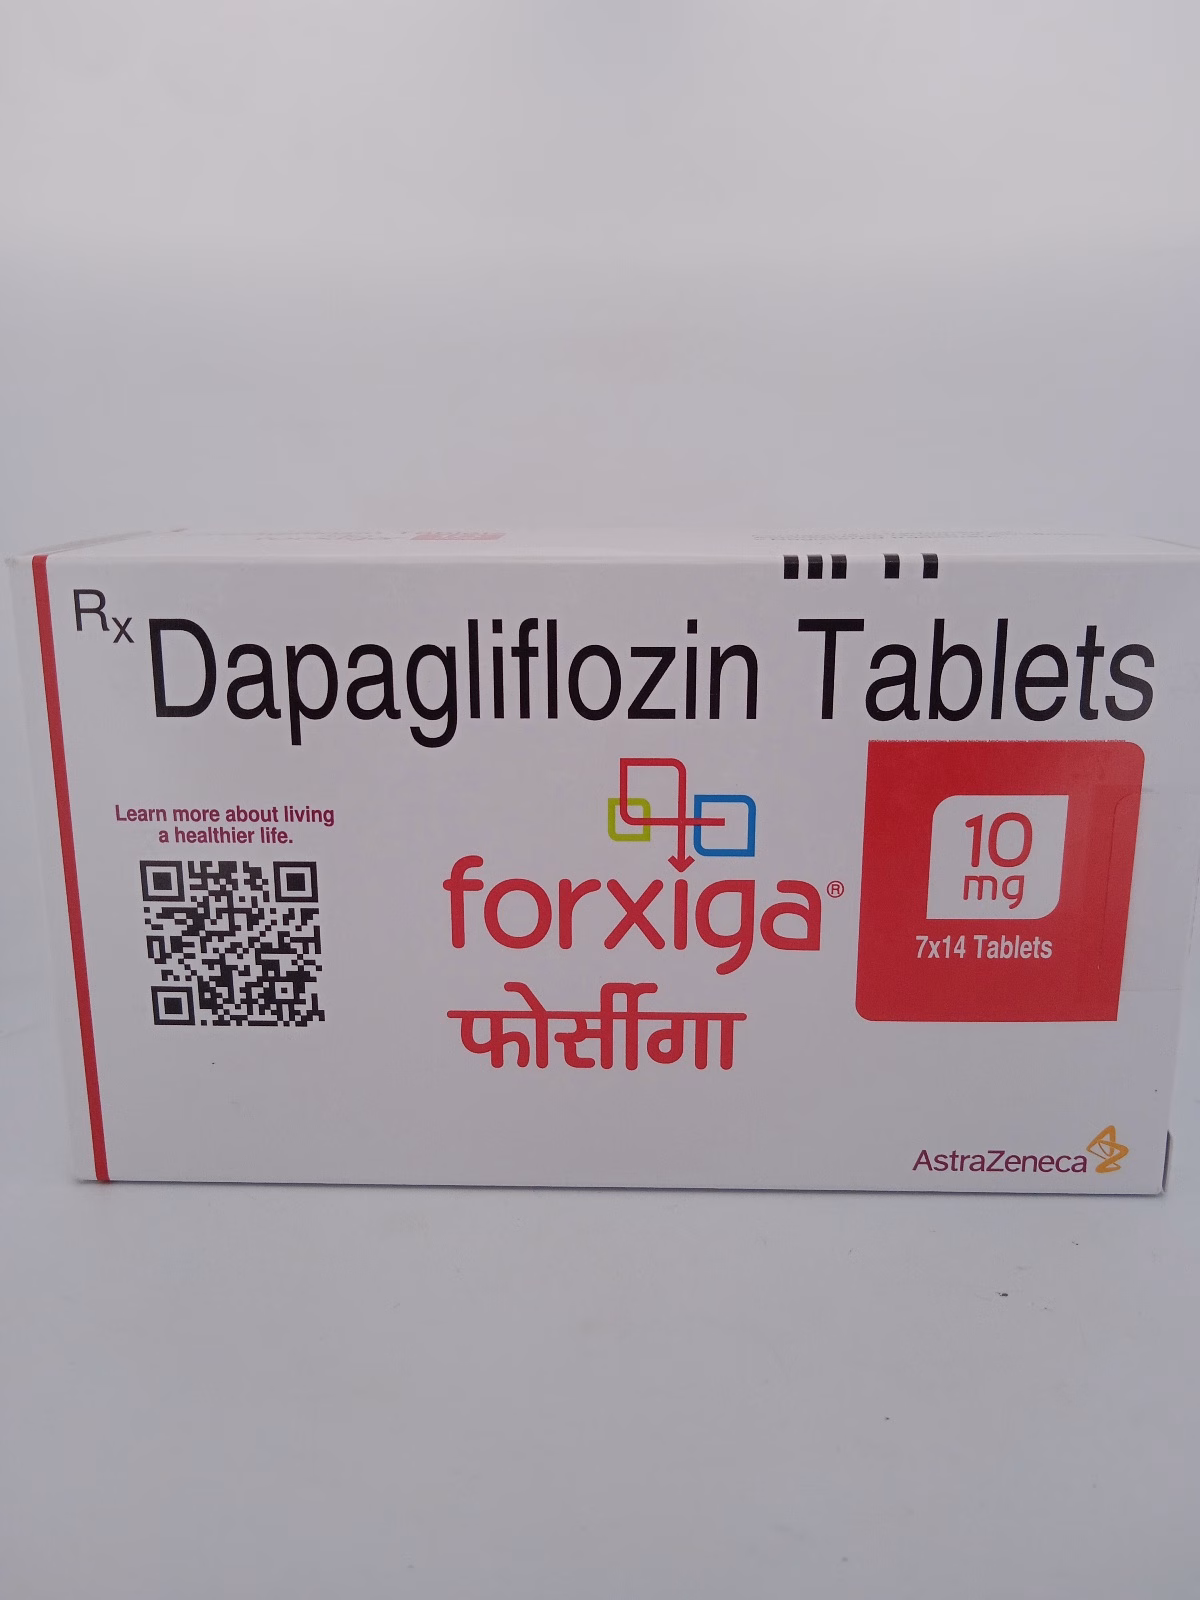 Rx Dapagliflozin Tablets
Learn more about living
a healthier life.
forxiga®
फोर्सीगा
10
mg
7x14 Tablets
AstraZeneca